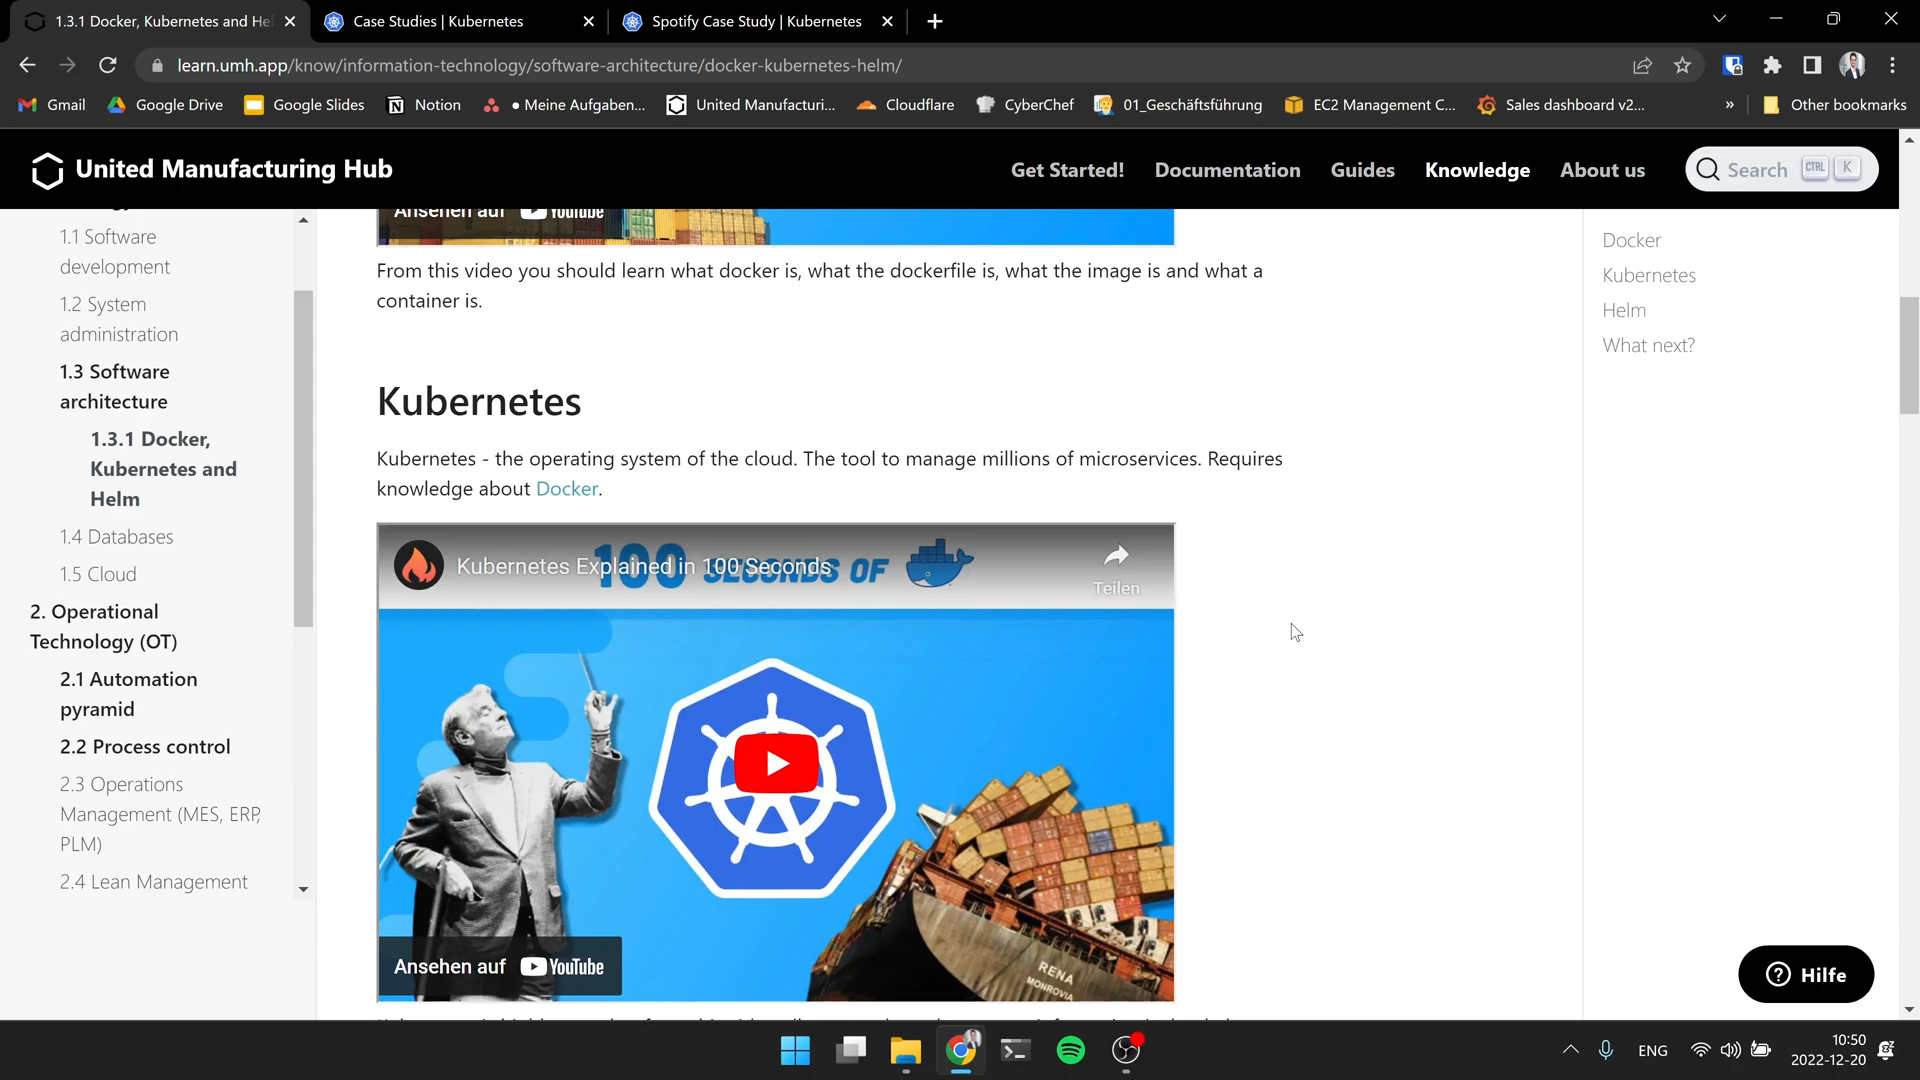 1.3.1 Docker, Kubernetes and Hel
Case Studies | Kubernetes
Spotify Case Study | Kubernetes
learn.umh.app/know/information-technology/software-architecture/docker-kubernetes-helm/
Gmail
Google Drive
Google Slides
Notion
• Meine Aufgaben...
United Manufacturi...
Cloudflare
CyberChef
01_Geschäftsführung
EC2 Management C...
Sales dashboard v2...
»
Other bookmarks
United Manufacturing Hub
Get Started!
Documentation
Guides
Knowledge
About us
Search CTRL K
1.1 Software
development
1.2 System
administration
1.3 Software
architecture
1.3.1 Docker,
Kubernetes and
Helm
1.4 Databases
1.5 Cloud
2. Operational
Technology (OT)
2.1 Automation
pyramid
2.2 Process control
2.3 Operations
Management (MES, ERP,
PLM)
2.4 Lean Management
Ansehen auf YouTube
From this video you should learn what docker is, what the dockerfile is, what the image is and what a
container is.
Kubernetes
Kubernetes - the operating system of the cloud. The tool to manage millions of microservices. Requires
knowledge about Docker.
Kubernetes Explained in 100 Seconds
100 SECONDS OF
Teilen
RENA
MONROVIA
Ansehen auf YouTube
Docker
Kubernetes
Helm
What next?
Hilfe
ENG
10:50
2022-12-20